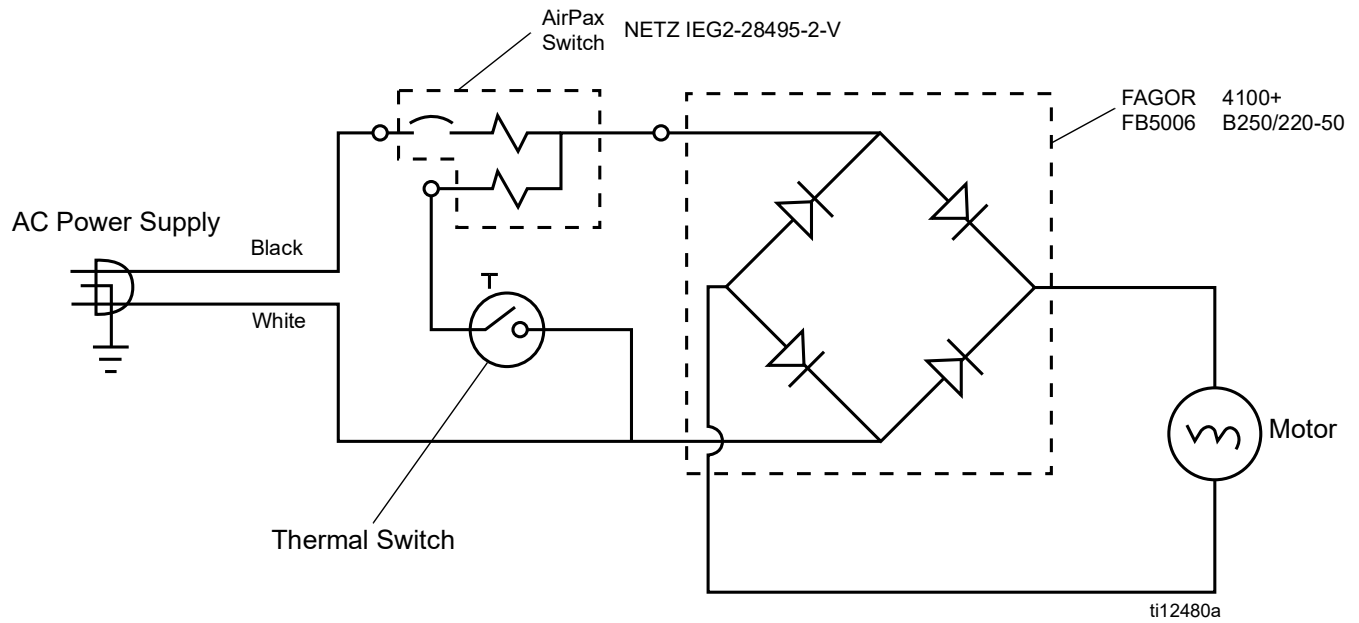 AirPax
Switch
NETZ IEG2-28495-2-V
FAGOR 4100+
FB5006 B250/220-50
AC Power Supply
Black
White
Motor
Thermal Switch
ti12480a